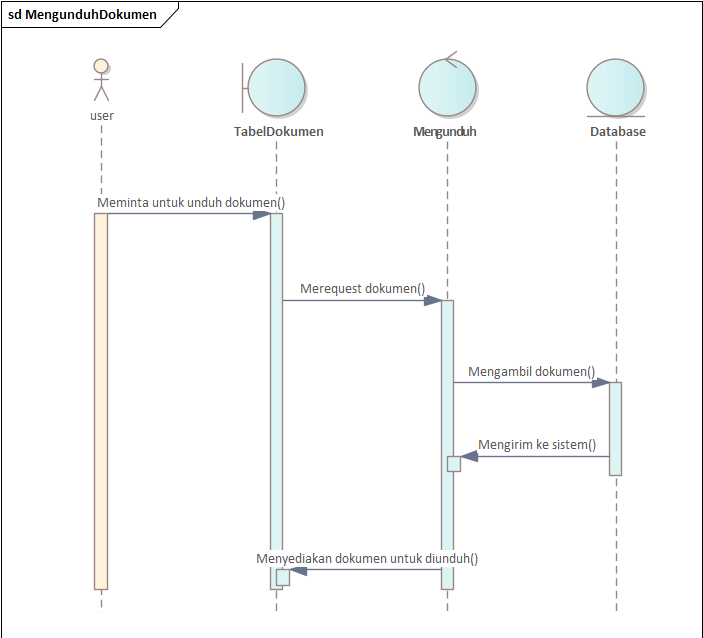 sd MengunduhDokumen
user
TabelDokumen
Mengunduh
Database
Meminta untuk unduh dokumen()
Merequest dokumen()
Mengambil dokumen()
Mengirim ke sistem()
Menyediakan dokumen untuk diunduh()